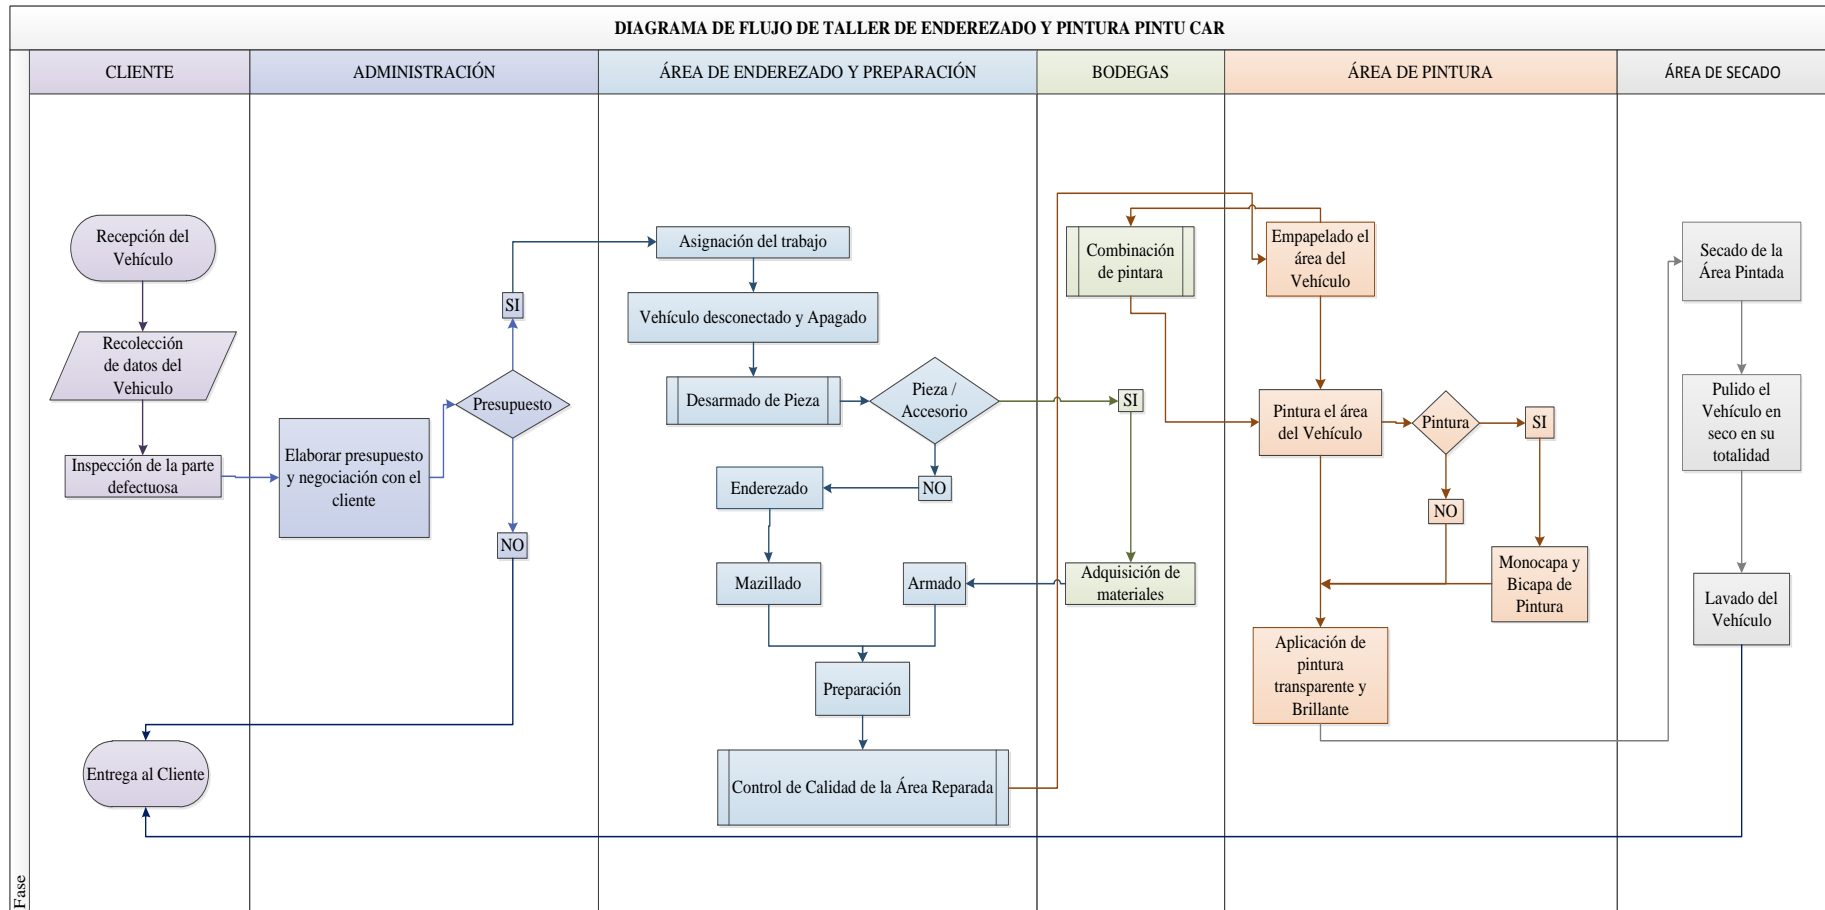 DIAGRAMA DE FLUJO DE TALLER DE ENDEREZADO Y PINTURA PINTU CAR
Fase
CLIENTE
ADMINISTRACIÓN
ÁREA DE ENDEREZADO Y PREPARACIÓN
BODEGAS
ÁREA DE PINTURA
ÁREA DE SECADO
Recepción del
Vehículo
Recolección
de datos del
Vehiculo
Inspección de la parte
defectuosa
Entrega al Cliente
Elaborar presupuesto
y negociación con el
cliente
SI
Presupuesto
NO
Asignación del trabajo
Vehículo desconectado y Apagado
Desarmado de Pieza
Pieza /
Accesorio
NO
Enderezado
Mazillado
Armado
Preparación
Control de Calidad de la Área Reparada
Combinación
de pintara
SI
Adquisición de
materiales
Empapelado el
área del
Vehículo
Pintura el área
del Vehículo
Pintura
SI
NO
Monocapa y
Bicapa de
Pintura
Aplicación de
pintura
transparente y
Brillante
Secado de la
Área Pintada
Pulido el
Vehículo en
seco en su
totalidad
Lavado del
Vehículo